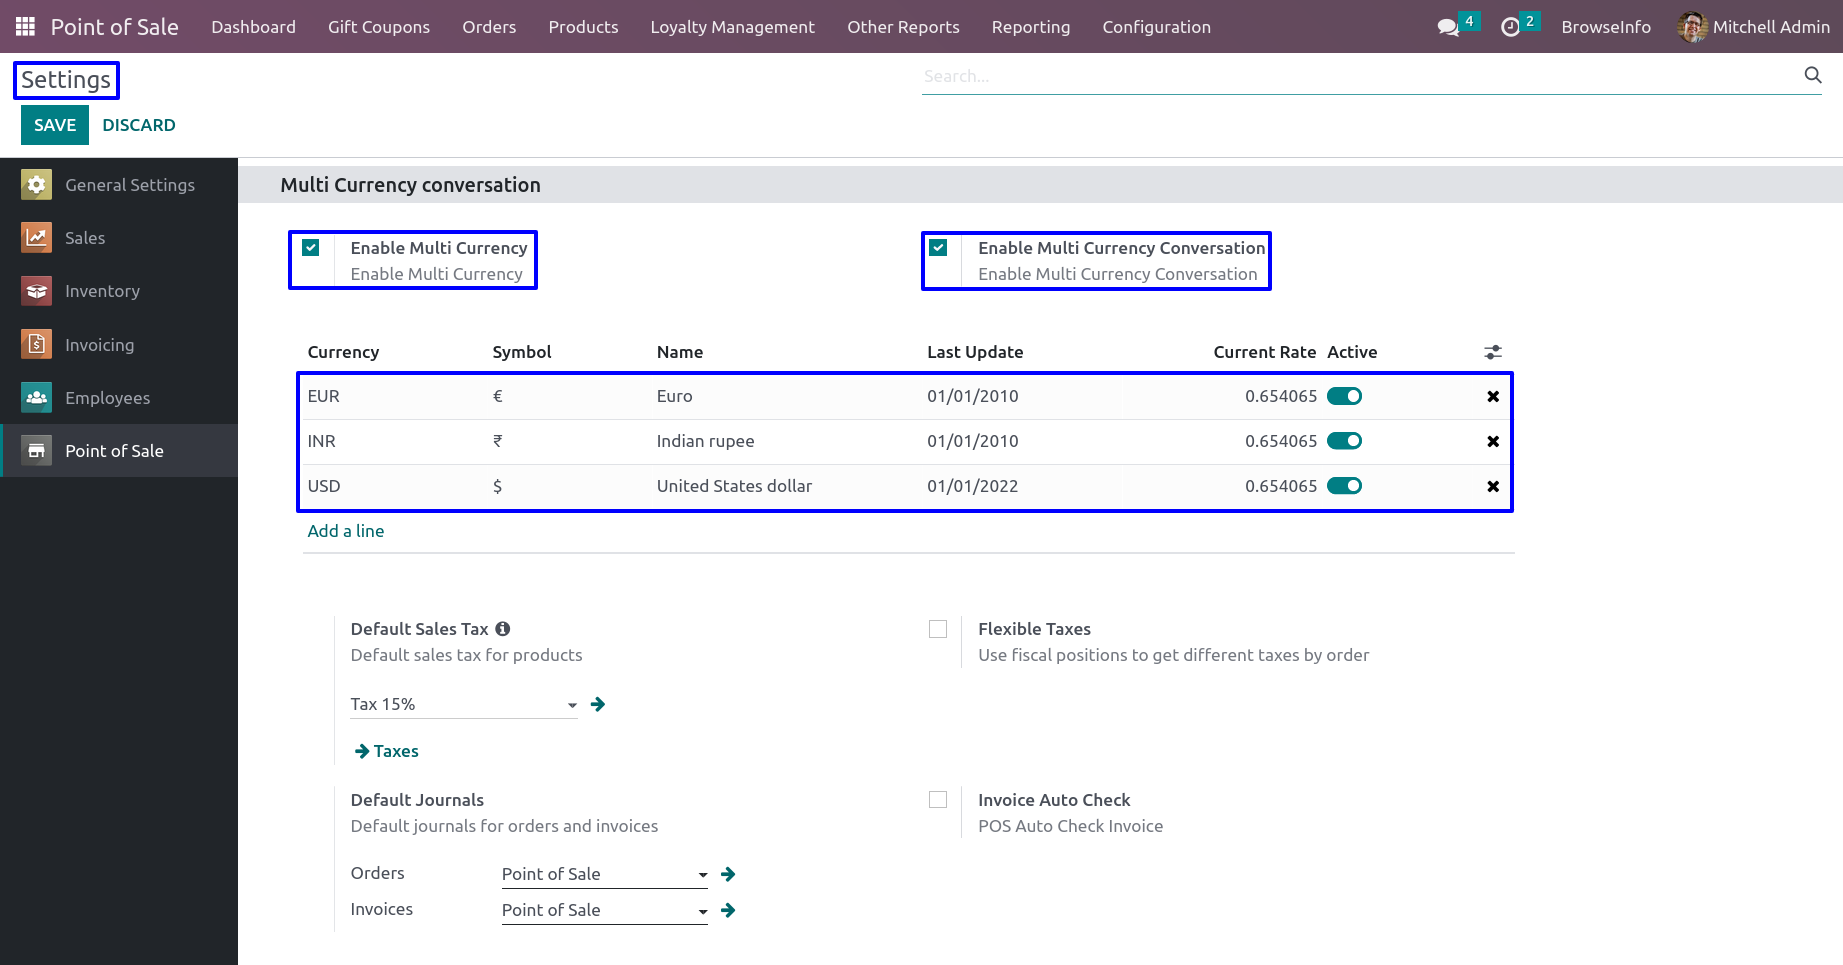 Point of Sale Dashboard Gift Coupons Orders Products Loyalty Management Other Reports Reporting Configuration 4 2 BrowseInfo Mitchell Admin
Settings
Search...
SAVE DISCARD
General Settings
Sales
Inventory
Invoicing
Employees
Point of Sale
Multi Currency conversation
Enable Multi Currency
Enable Multi Currency
Enable Multi Currency Conversation
Enable Multi Currency Conversation
Currency Symbol Name Last Update Current Rate Active
EUR € Euro 01/01/2010 0.654065
INR ₹ Indian rupee 01/01/2010 0.654065
USD $ United States dollar 01/01/2022 0.654065
Add a line
Default Sales Tax
Default sales tax for products
Tax 15%
Taxes
Flexible Taxes
Use fiscal positions to get different taxes by order
Default Journals
Default journals for orders and invoices
Orders Point of Sale
Invoices Point of Sale
Invoice Auto Check
POS Auto Check Invoice